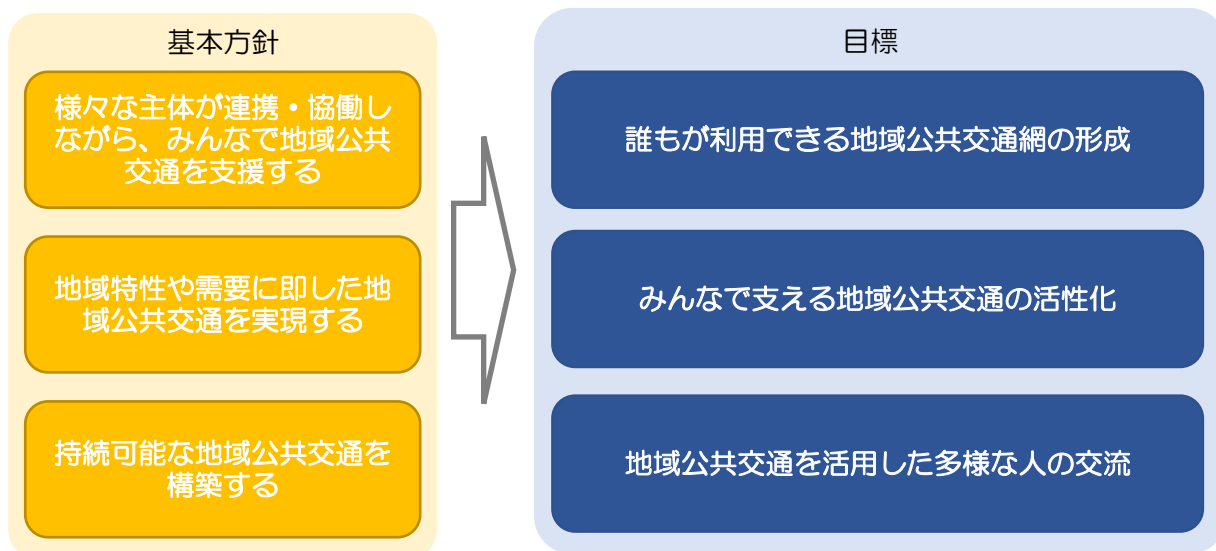 基本方針
様々な主体が連携・協働し
ながら、みんなで地域公共
交通を支援する
地域特性や需要に即した地
域公共交通を実現する
持続可能な地域公共交通を
構築する
目標
誰もが利用できる地域公共交通網の形成
みんなで支える地域公共交通の活性化
地域公共交通を活用した多様な人の交流